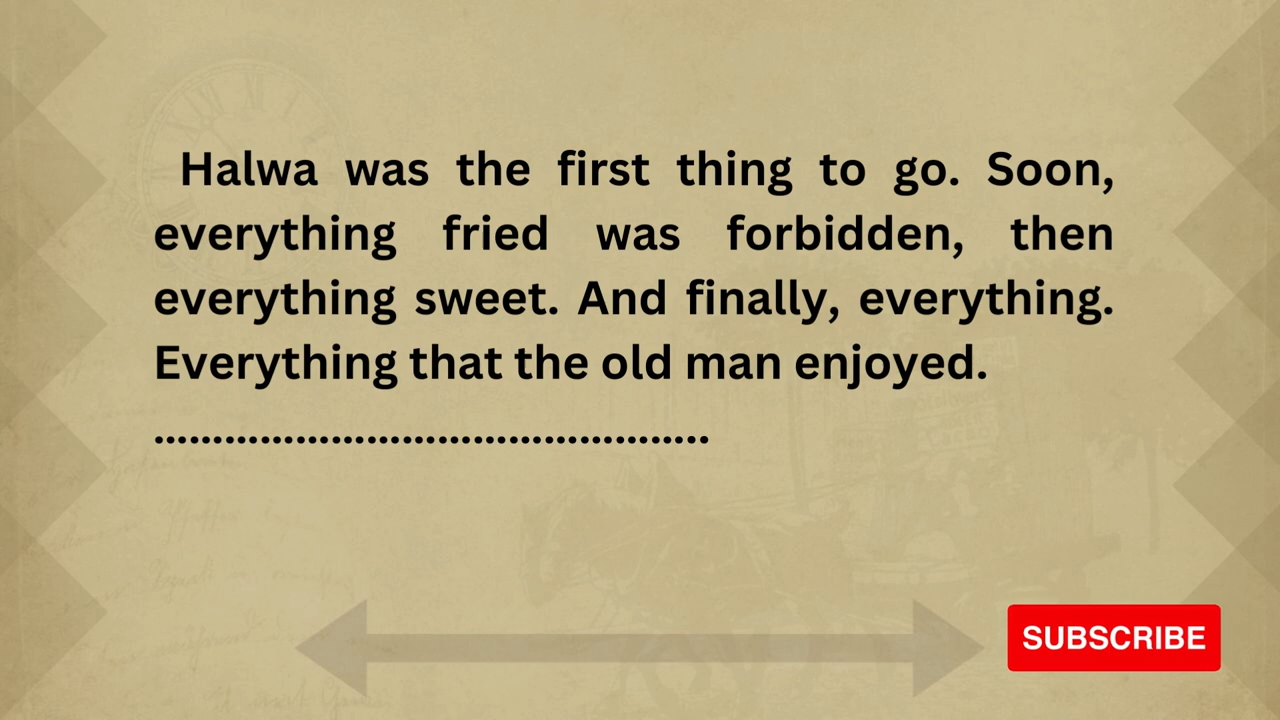 Halwa was the first thing to go. Soon,
everything fried was forbidden, then
everything sweet. And finally, everything.
Everything that the old man enjoyed.
...............................................
SUBSCRIBE